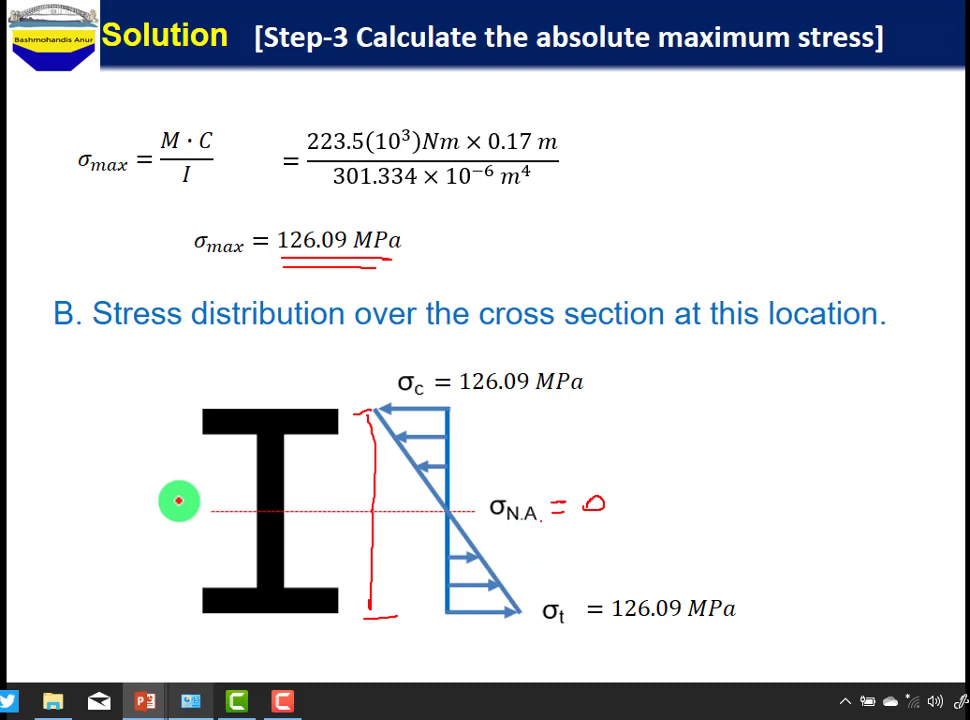 Bashmohandis Anur
Solution [Step-3 Calculate the absolute maximum stress]
σmax = M · C / I = 223.5(10³)Nm × 0.17 m / 301.334 × 10⁻⁶ m⁴
σmax = 126.09 MPa
B. Stress distribution over the cross section at this location.
σc = 126.09 MPa
σN.A. = 0
σt = 126.09 MPa